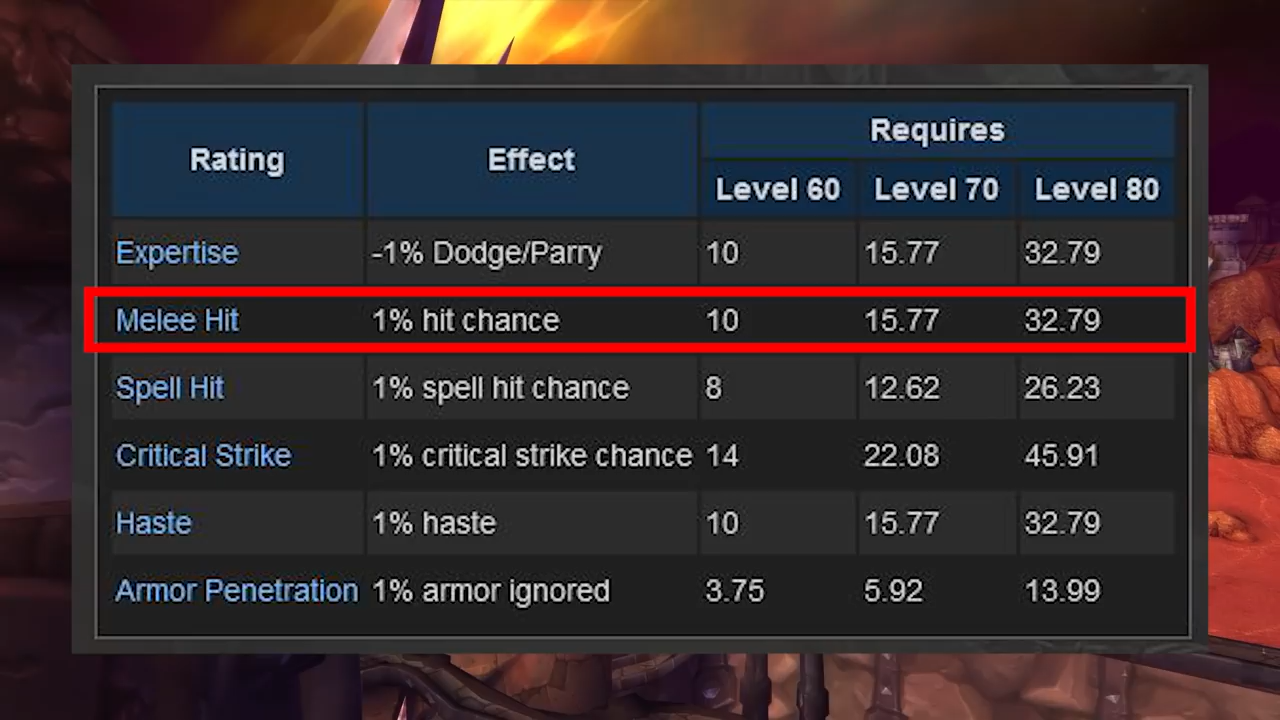 Rating Effect Requires
Level 60 Level 70 Level 80
Expertise -1% Dodge/Parry 10 15.77 32.79
Melee Hit 1% hit chance 10 15.77 32.79
Spell Hit 1% spell hit chance 8 12.62 26.23
Critical Strike 1% critical strike chance 14 22.08 45.91
Haste 1% haste 10 15.77 32.79
Armor Penetration 1% armor ignored 3.75 5.92 13.99